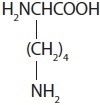 H₂NCHCOOH
(CH₂)₄
NH₂